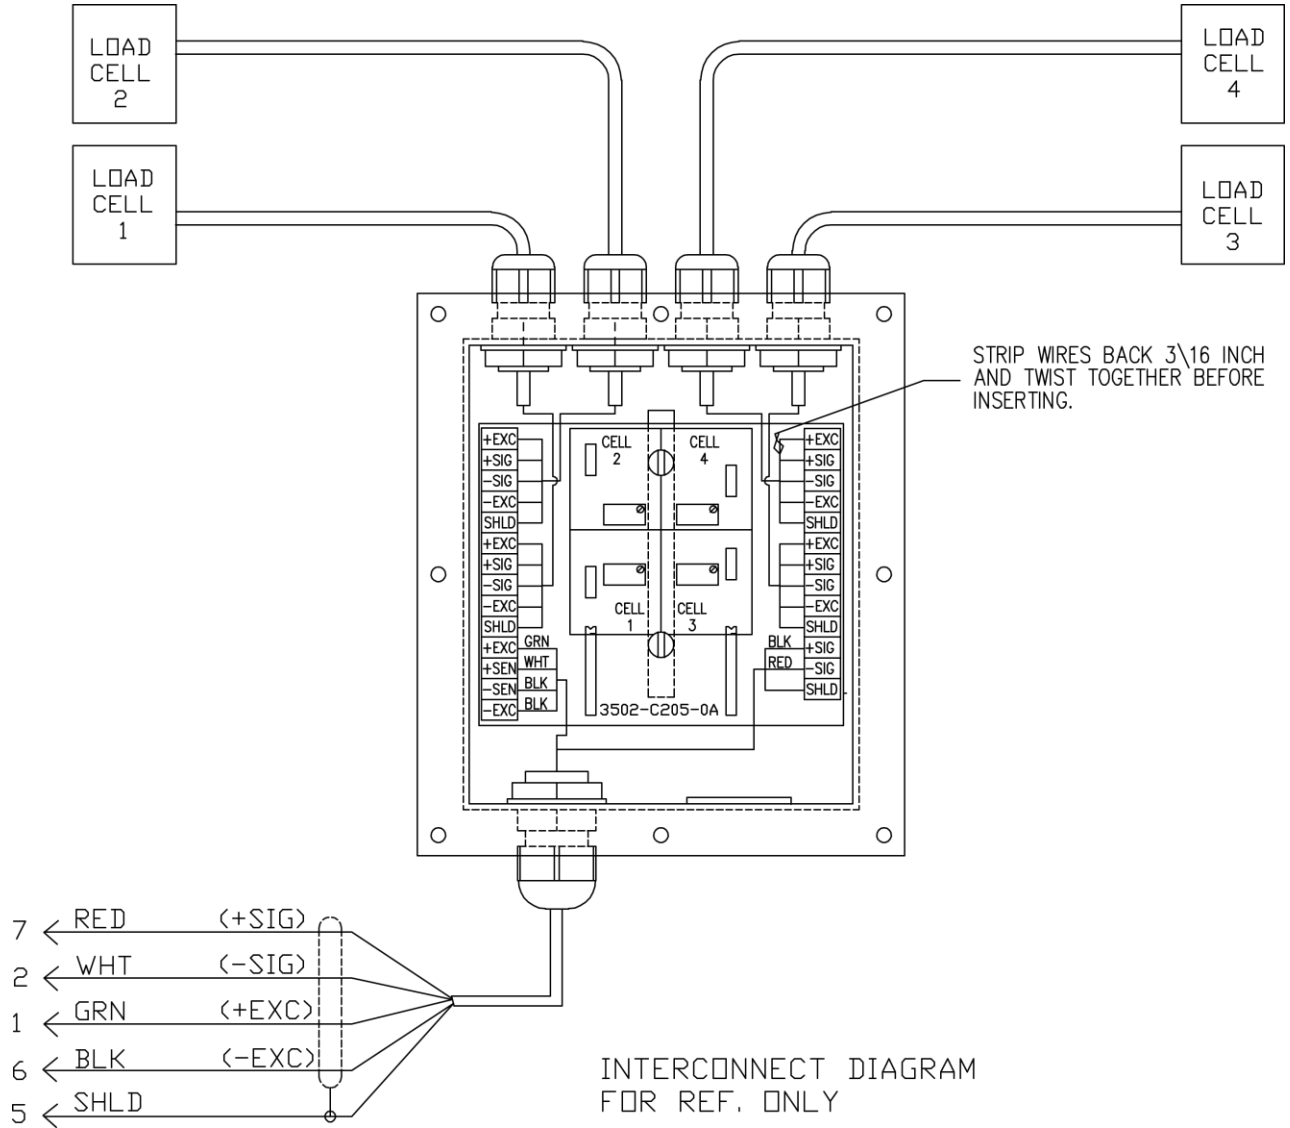 LOAD
CELL
2
LOAD
CELL
4
LOAD
CELL
1
LOAD
CELL
3
STRIP WIRES BACK 3\16 INCH
AND TWIST TOGETHER BEFORE
INSERTING.
+EXC
+SIG
-SIG
-EXC
SHLD
+EXC
+SIG
-SIG
-EXC
SHLD
+EXC GRN
+SEN WHT
-SEN BLK
-EXC BLK
CELL
2
CELL
4
CELL
1
CELL
3
3502-C205-0A
+EXC
+SIG
-SIG
-EXC
SHLD
+EXC
+SIG
-SIG
-EXC
SHLD
BLK +SIG
RED -SIG
SHLD
7 RED (+SIG)
2 WHT (-SIG)
1 GRN (+EXC)
6 BLK (-EXC)
5 SHLD
INTERCONNECT DIAGRAM
FOR REF. ONLY